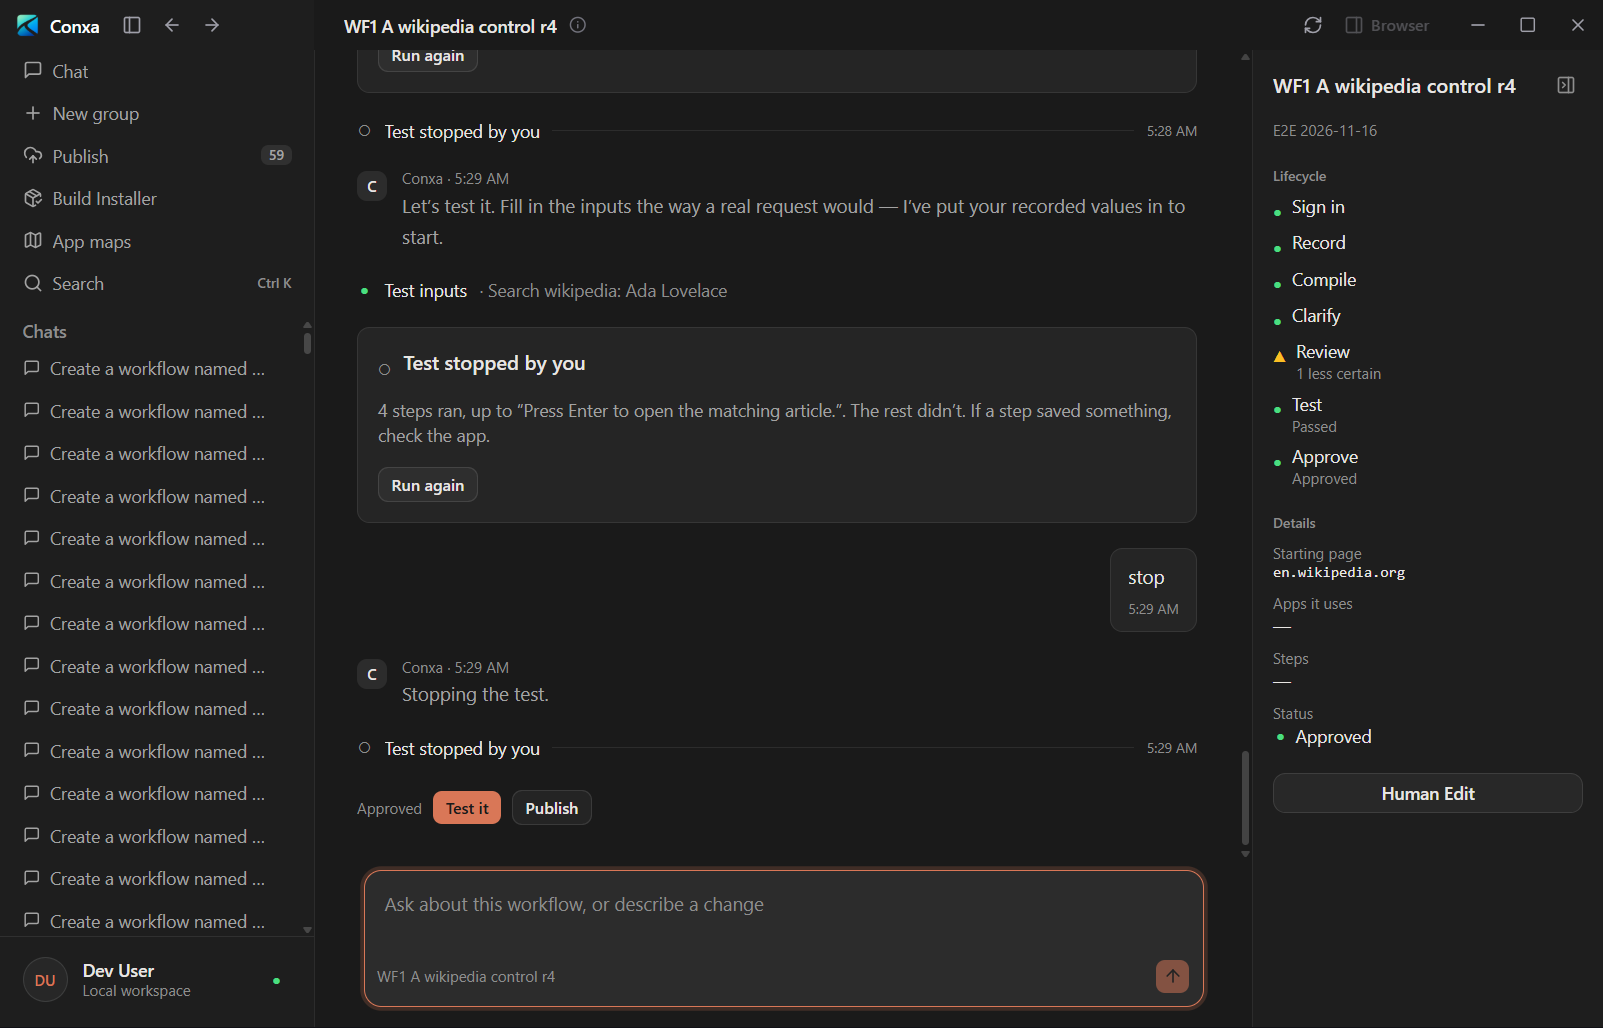 Conxa
WF1 A wikipedia control r4
Browser
Chat
New group
Publish
59
Build Installer
App maps
Search
Ctrl K
Chats
Create a workflow named ...
Create a workflow named ...
Create a workflow named ...
Create a workflow named ...
Create a workflow named ...
Create a workflow named ...
Create a workflow named ...
Create a workflow named ...
Create a workflow named ...
Create a workflow named ...
Create a workflow named ...
Create a workflow named ...
Create a workflow named ...
Create a workflow named ...
DU
Dev User
Local workspace
Run again
Test stopped by you
5:28 AM
C
Conxa · 5:29 AM
Let's test it. Fill in the inputs the way a real request would — I've put your recorded values in to
start.
Test inputs · Search wikipedia: Ada Lovelace
Test stopped by you
4 steps ran, up to “Press Enter to open the matching article.”. The rest didn't. If a step saved something,
check the app.
Run again
stop
5:29 AM
C
Conxa · 5:29 AM
Stopping the test.
Test stopped by you
5:29 AM
Approved
Test it
Publish
Ask about this workflow, or describe a change
WF1 A wikipedia control r4
WF1 A wikipedia control r4
E2E 2026-11-16
Lifecycle
Sign in
Record
Compile
Clarify
Review
1 less certain
Test
Passed
Approve
Approved
Details
Starting page
en.wikipedia.org
Apps it uses
—
Steps
—
Status
Approved
Human Edit